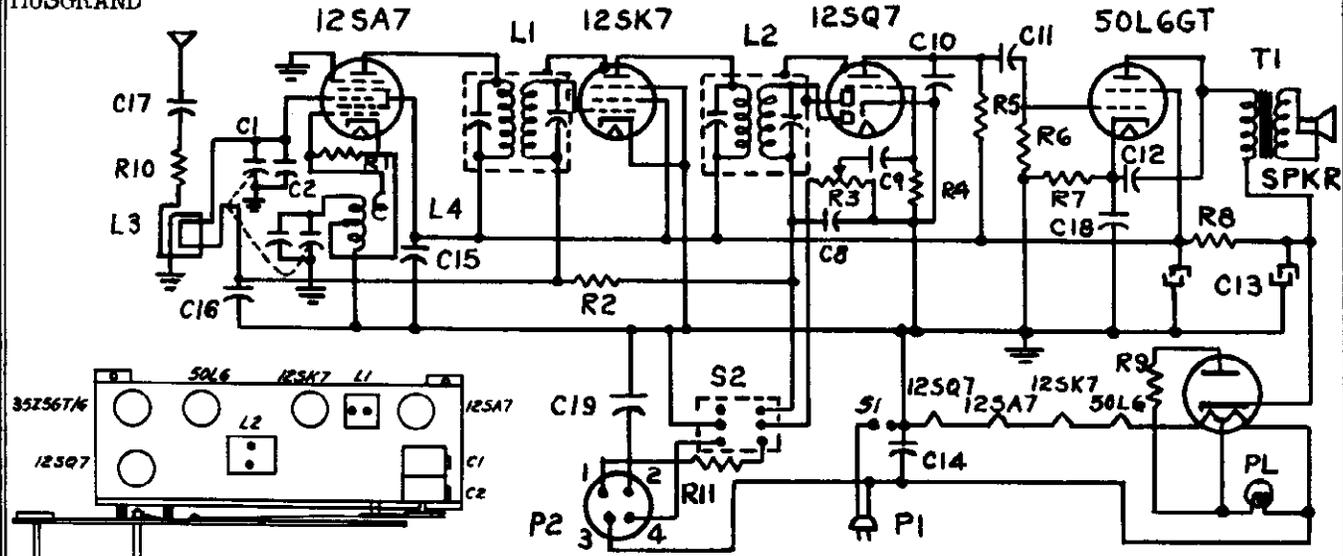 MUSGRAND
12SA7
L1
12SK7
L2
12SQ7
C10
C11
50L6GT
T1
C17
C1
R10
C2
R1
L3
L4
C15
C16
R2
C9
R3
R4
C8
R5
R6
R7
C12
C18
R8
C13
SPKR
50L6
12SK7
L1
35Z5GT/G
12SA7
L2
12SQ7
C1
C2
C19
S2
1
2
3
4
P2
R11
S1
12SQ7
12SA7
12SK7
50L6
R9
C14
P1
PL